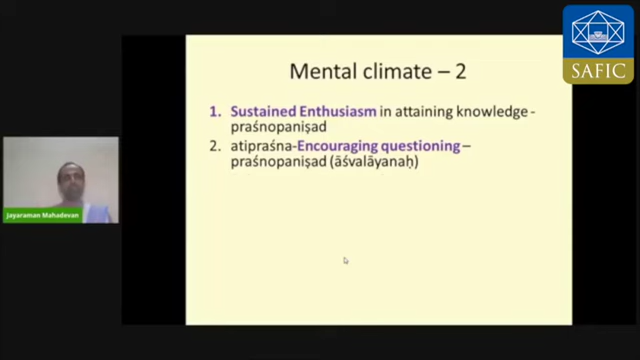 SAFIC
Mental climate – 2
1. Sustained Enthusiasm in attaining knowledge -
praśnopaniṣad
2. atipraśna-Encouraging questioning –
praśnopaniṣad (āśvalāyanaḥ)
Jayaraman Mahadevan